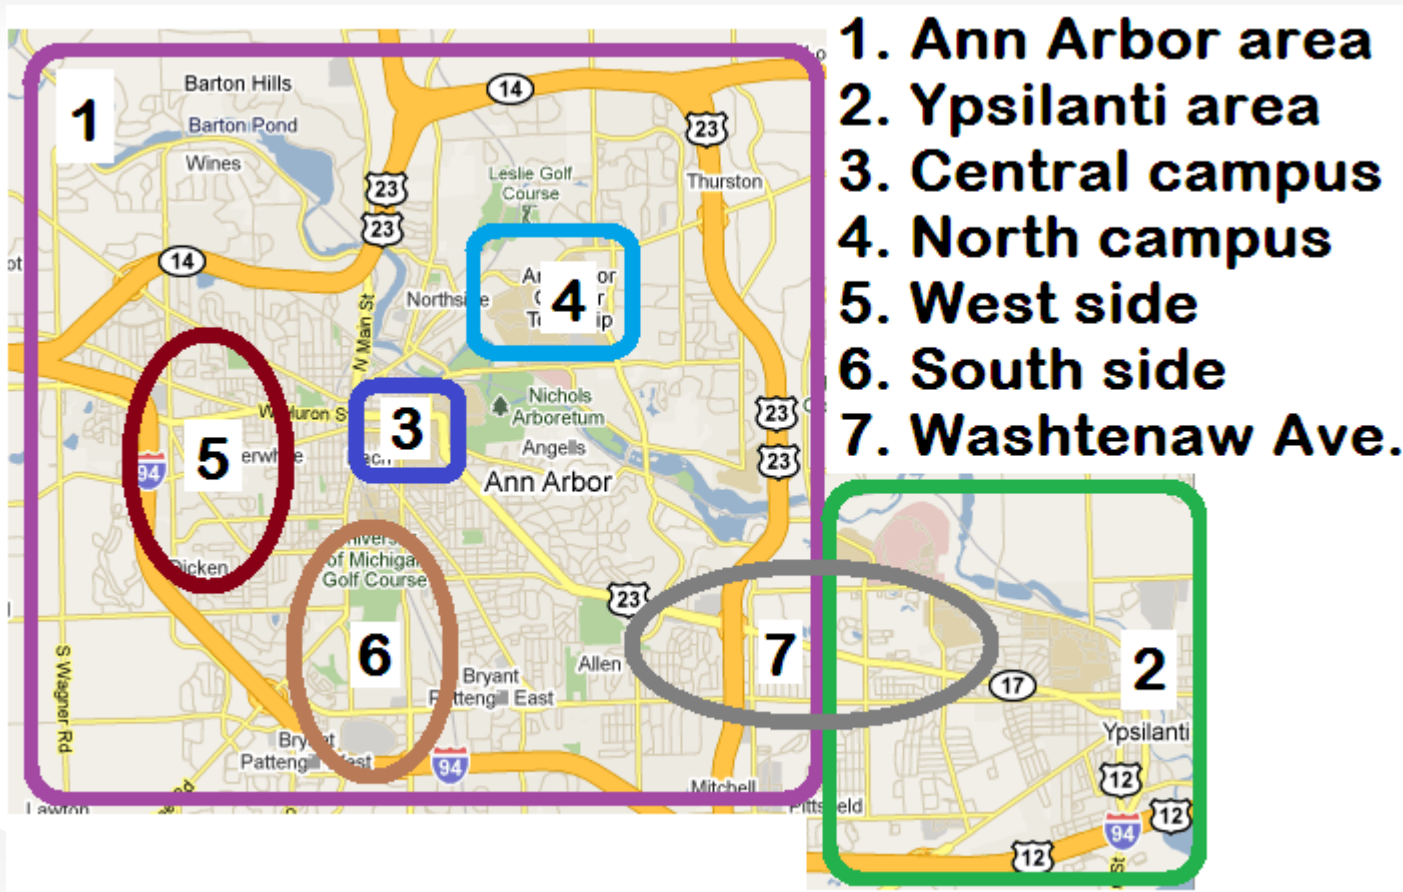 1. Ann Arbor area
2. Ypsilanti area
3. Central campus
4. North campus
5. West side
6. South side
7. Washtenaw Ave.
1
Barton Hills
Barton Pond
Wines
14
23
Leslie Golf
Course
Thurston
23
23
14
4
Northside
N Main St
Nichols
Arboretum
23
3
5
Angells
23
94
Ann Arbor
Dicken
of Michigan
Golf Course
23
6
7
Allen
2
17
Bryant
Pattengill East
S Wagner Rd
Ypsilanti
94
12
Mitchell
Lawton
12
94
12